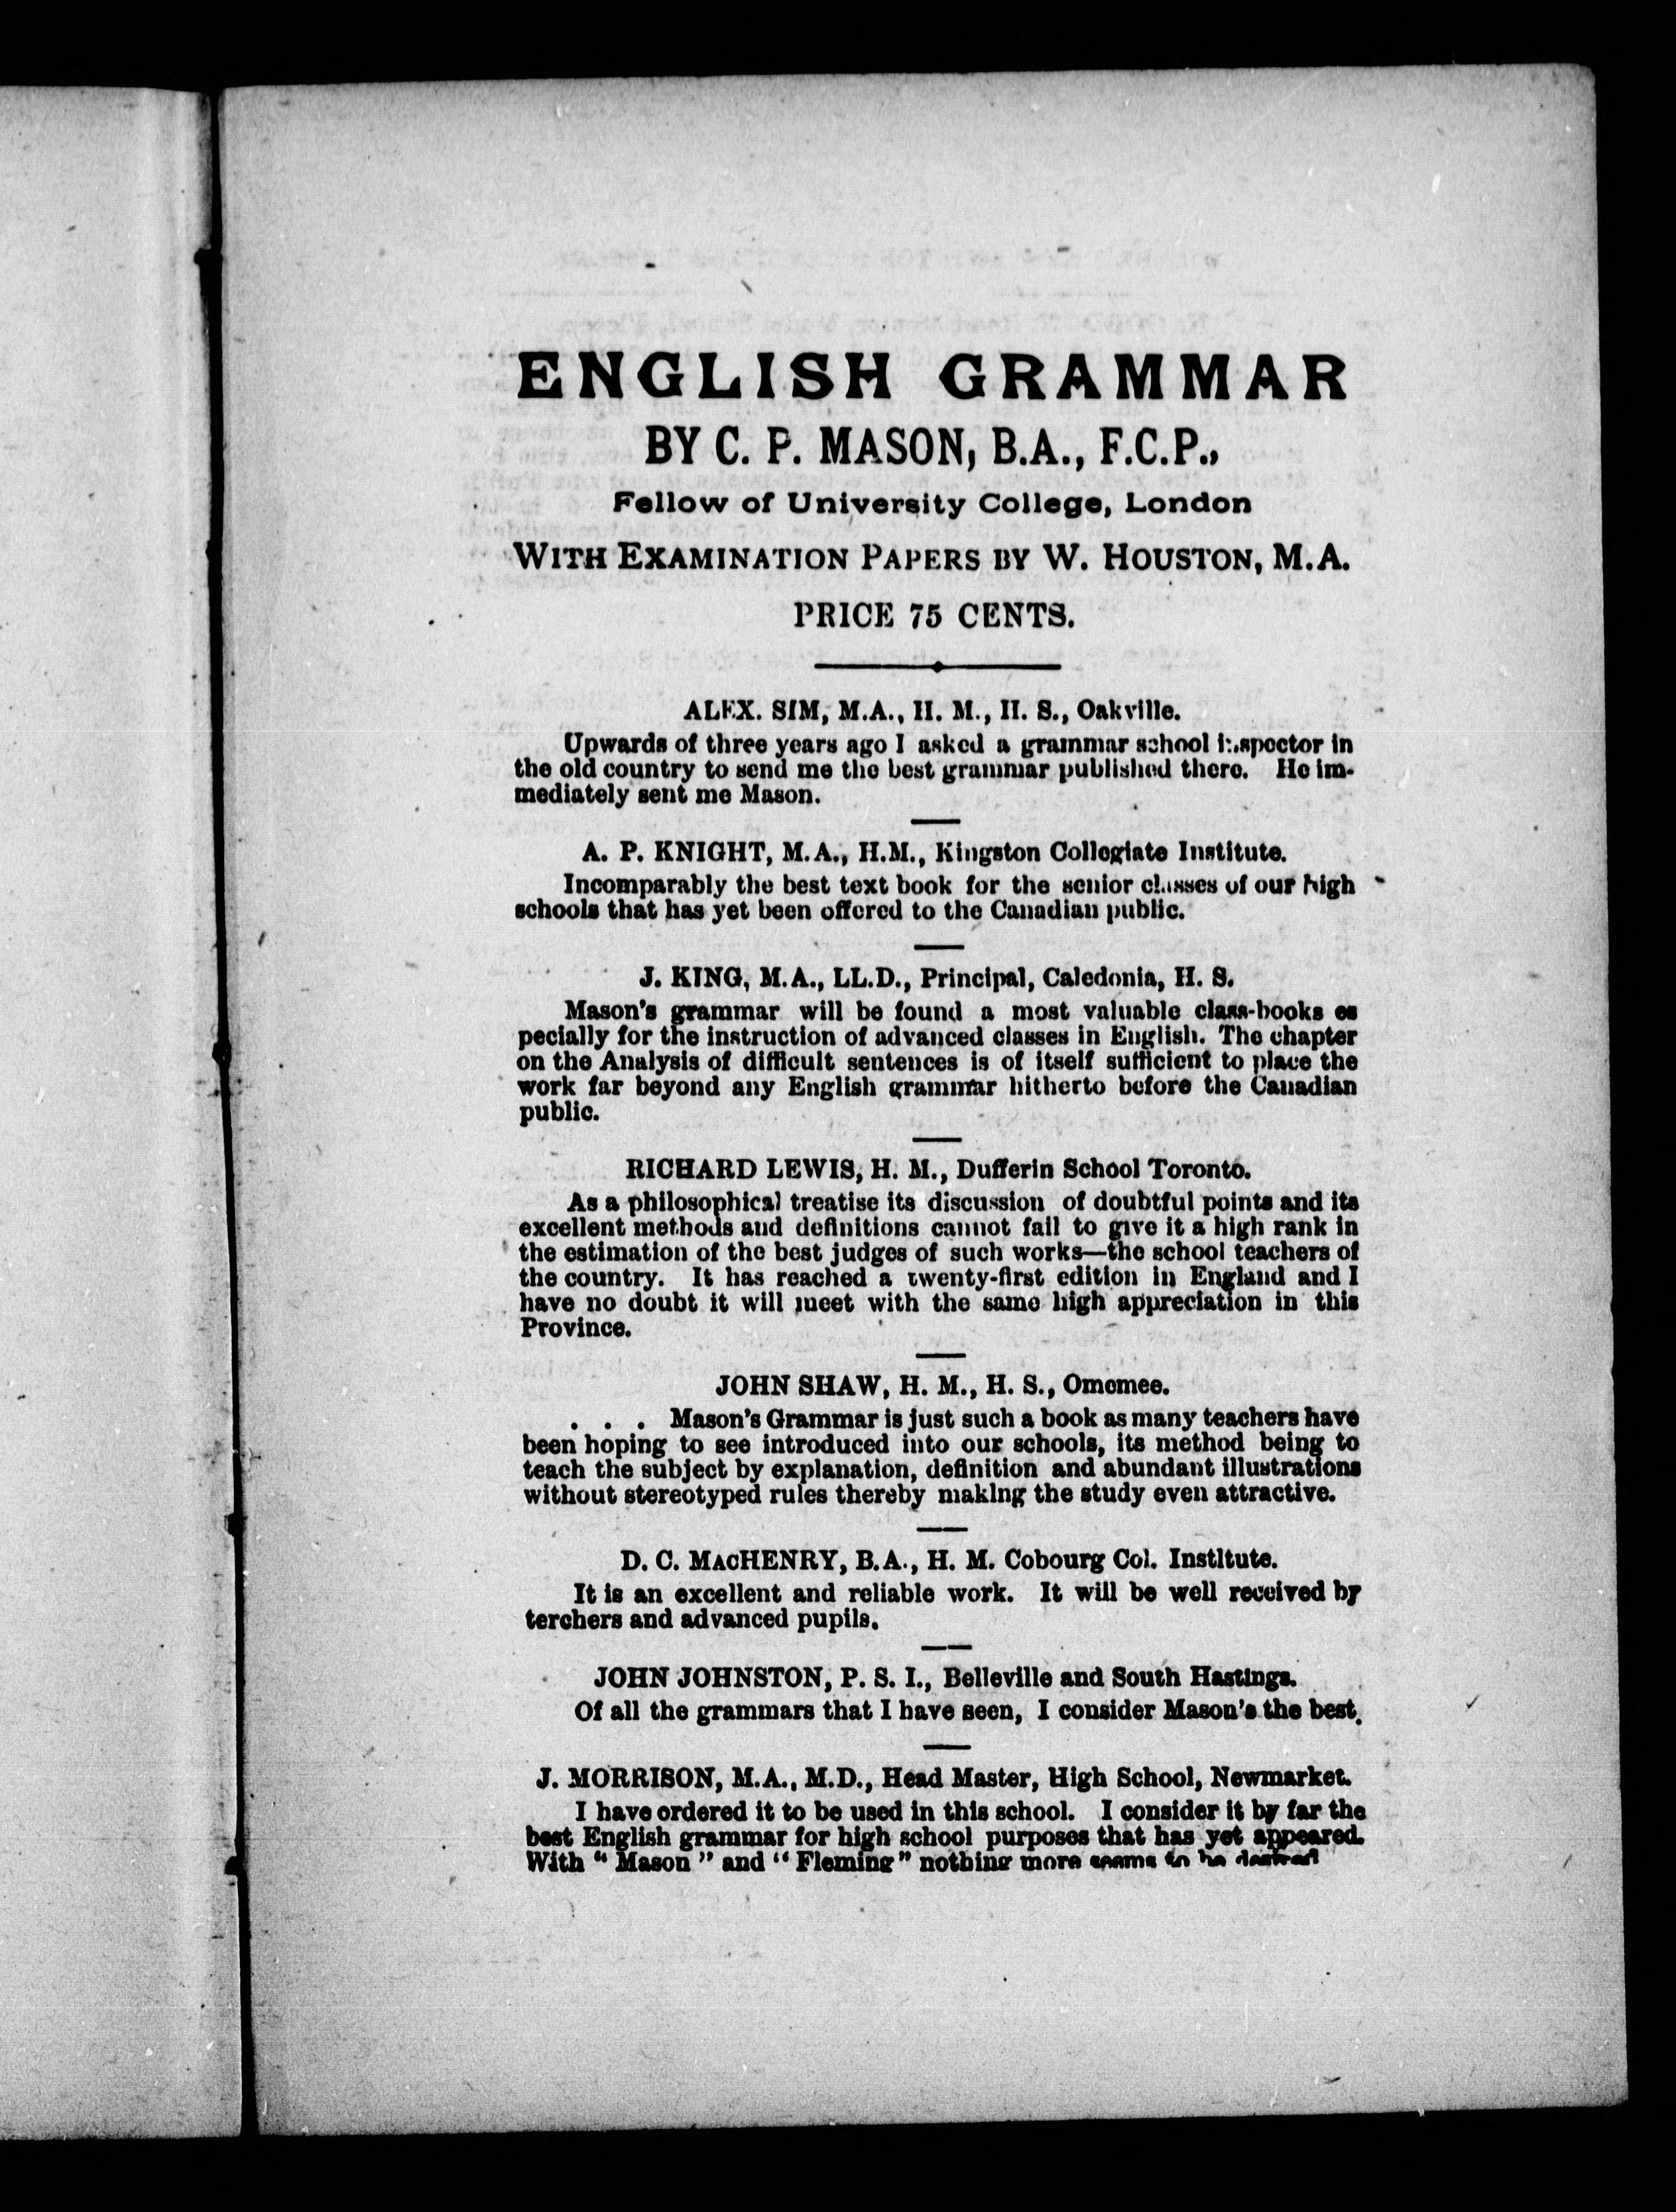 ENGLISH GRAMMAR
BY C. P. MASON, B.A., F.C.P.,
Fellow of University College, London
WITH EXAMINATION PAPERS BY W. HOUSTON, M.A.
PRICE 75 CENTS.
ALEX. SIM, M.A., H. M., H. S., Oakville.
Upwards of three years ago I asked a grammar school inspector in
the old country to send me the best grammar published there. He im-
mediately sent me Mason.
A. P. KNIGHT, M.A., H.M., Kingston Collegiate Institute.
Incomparably the best text book for the senior classes of our high
schools that has yet been offered to the Canadian public.
J. KING, M.A., LL.D., Principal, Caledonia, H. S.
Mason's grammar will be found a most valuable class-books es
pecially for the instruction of advanced classes in English. The chapter
on the Analysis of difficult sentences is of itself sufficient to place the
work far beyond any English grammar hitherto before the Canadian
public.
RICHARD LEWIS, H. M., Dufferin School Toronto.
As a philosophical treatise its discussion of doubtful points and its
excellent methods and definitions cannot fail to give it a high rank in
the estimation of the best judges of such works—the school teachers of
the country. It has reached a twenty-first edition in England and I
have no doubt it will meet with the same high appreciation in this
Province.
JOHN SHAW, H. M., H. S., Omemee.
. . . Mason's Grammar is just such a book as many teachers have
been hoping to see introduced into our schools, its method being to
teach the subject by explanation, definition and abundant illustrations
without stereotyped rules thereby making the study even attractive.
D. C. MACHENRY, B.A., H. M. Cobourg Col. Institute.
It is an excellent and reliable work. It will be well received by
terchers and advanced pupils.
JOHN JOHNSTON, P. S. I., Belleville and South Hastings.
Of all the grammars that I have seen, I consider Mason's the best.
J. MORRISON, M.A., M.D., Head Master, High School, Newmarket.
I have ordered it to be used in this school. I consider it by far the
best English grammar for high school purposes that has yet appeared.
With "Mason" and "Fleming" nothing more seems to be desired